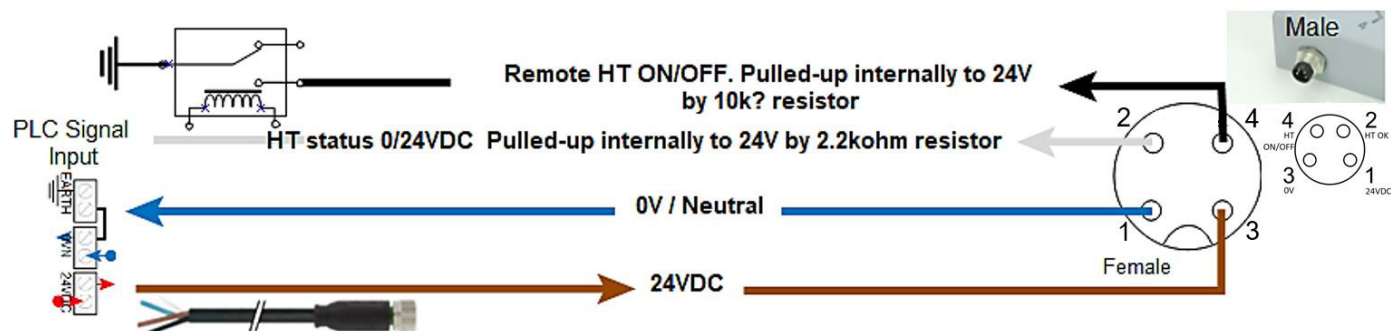 Male
Remote HT ON/OFF. Pulled-up internally to 24V
by 10k? resistor
PLC Signal
Input
HT status 0/24VDC Pulled-up internally to 24V by 2.2kohm resistor
2
4
4
HT
ON/OFF
2
HT OK
3
0V
1
24VDC
EARTH
0V / Neutral
1
3
Female
24VDC
24VDC